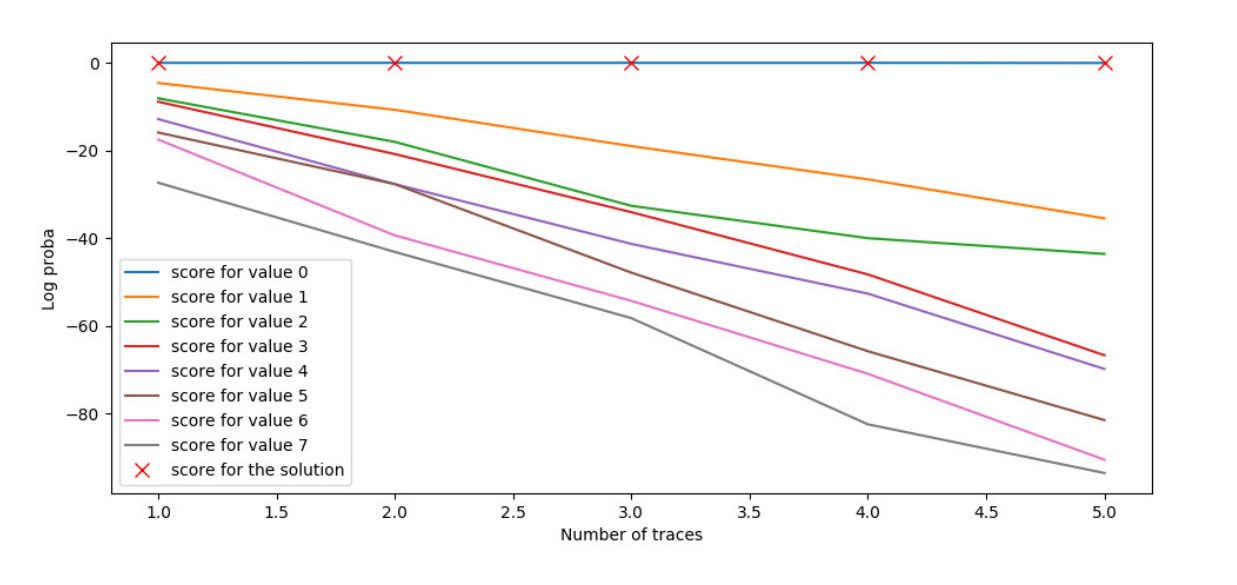 0
−20
−40
−60
−80
Log proba
score for value 0
score for value 1
score for value 2
score for value 3
score for value 4
score for value 5
score for value 6
score for value 7
score for the solution
1.0 1.5 2.0 2.5 3.0 3.5 4.0 4.5 5.0
Number of traces